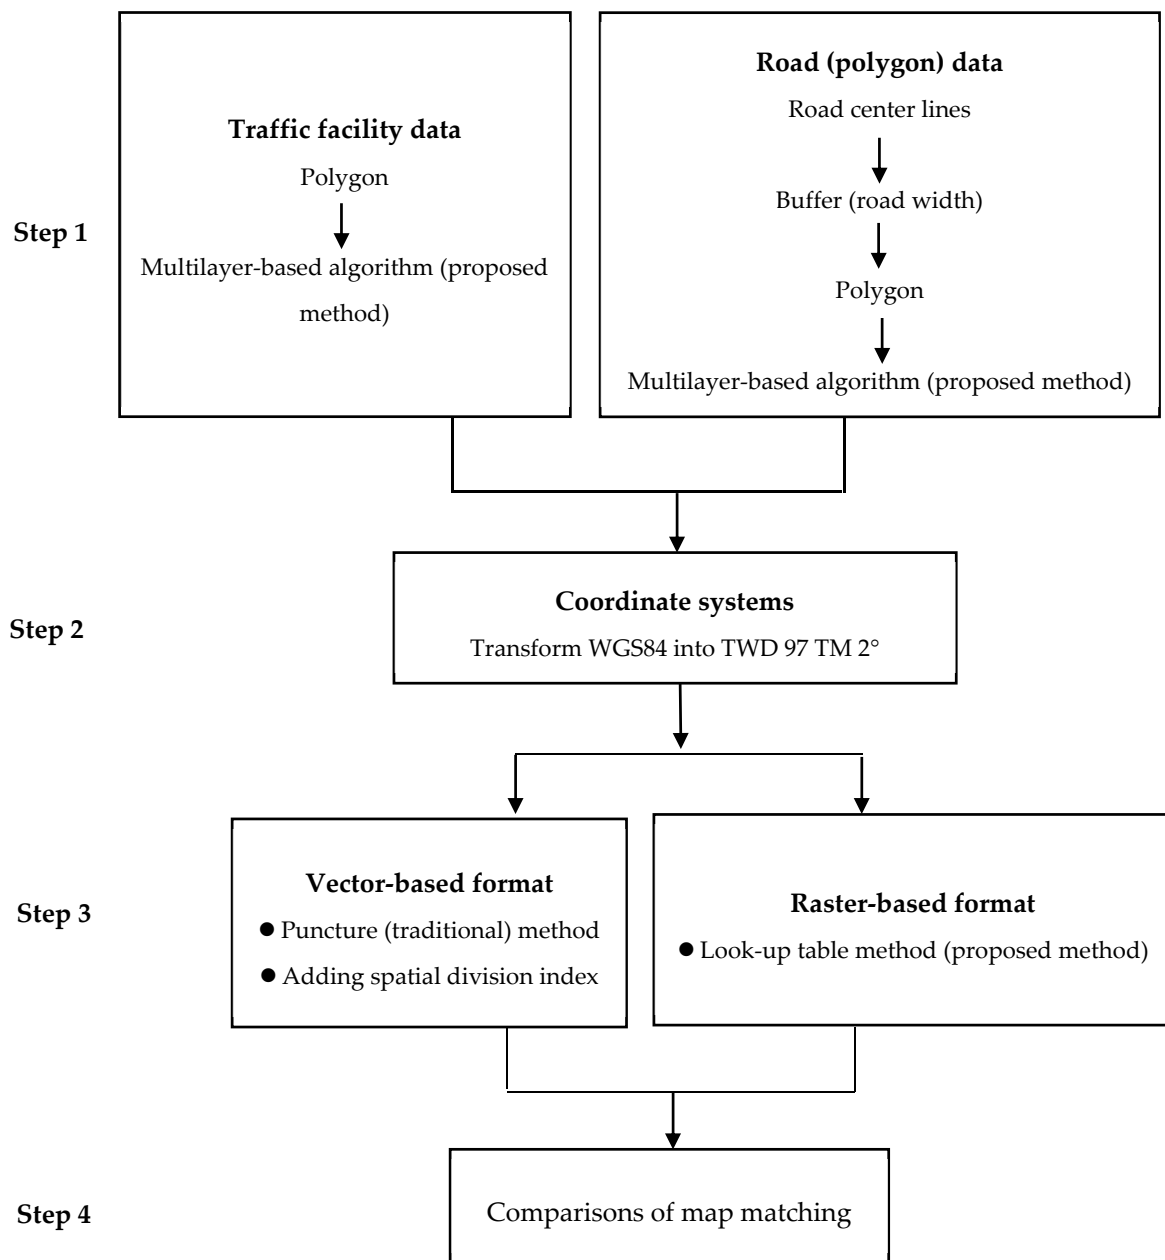 Step 1
Traffic facility data
Polygon
Multilayer-based algorithm (proposed
method)
Road (polygon) data
Road center lines
Buffer (road width)
Polygon
Multilayer-based algorithm (proposed method)
Step 2
Coordinate systems
Transform WGS84 into TWD 97 TM 2°
Step 3
Vector-based format
● Puncture (traditional) method
● Adding spatial division index
Raster-based format
● Look-up table method (proposed method)
Step 4
Comparisons of map matching